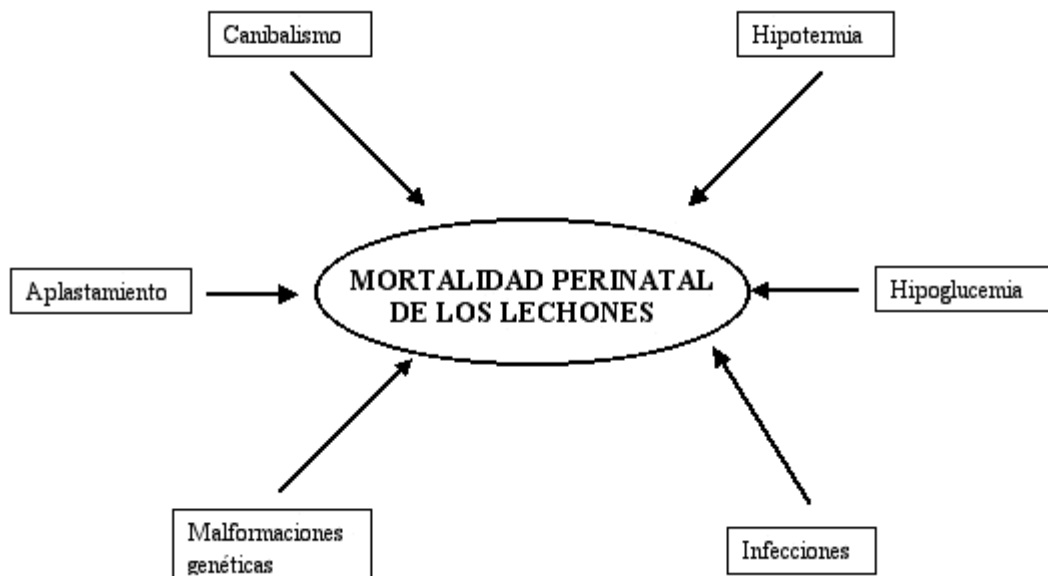 Canibalismo
Hipotermia
Aplastamiento
MORTALIDAD PERINATAL
DE LOS LECHONES
Hipoglucemia
Malformaciones
genéticas
Infecciones